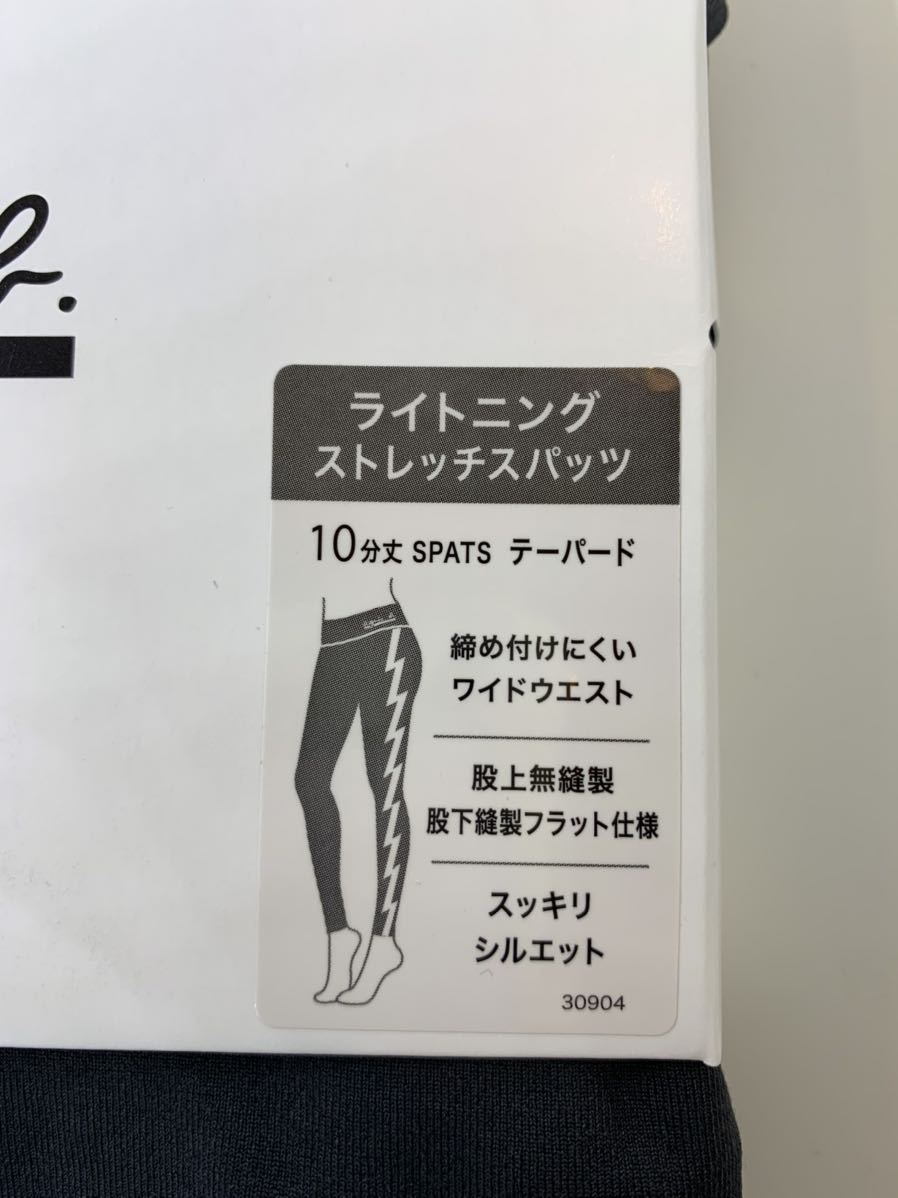 ライトニング
ストレッチスパッツ
10分丈 SPATS テーパード
締め付けにくい
ワイドウエスト
股上無縫製
股下縫製フラット仕様
スッキリ
シルエット
30904